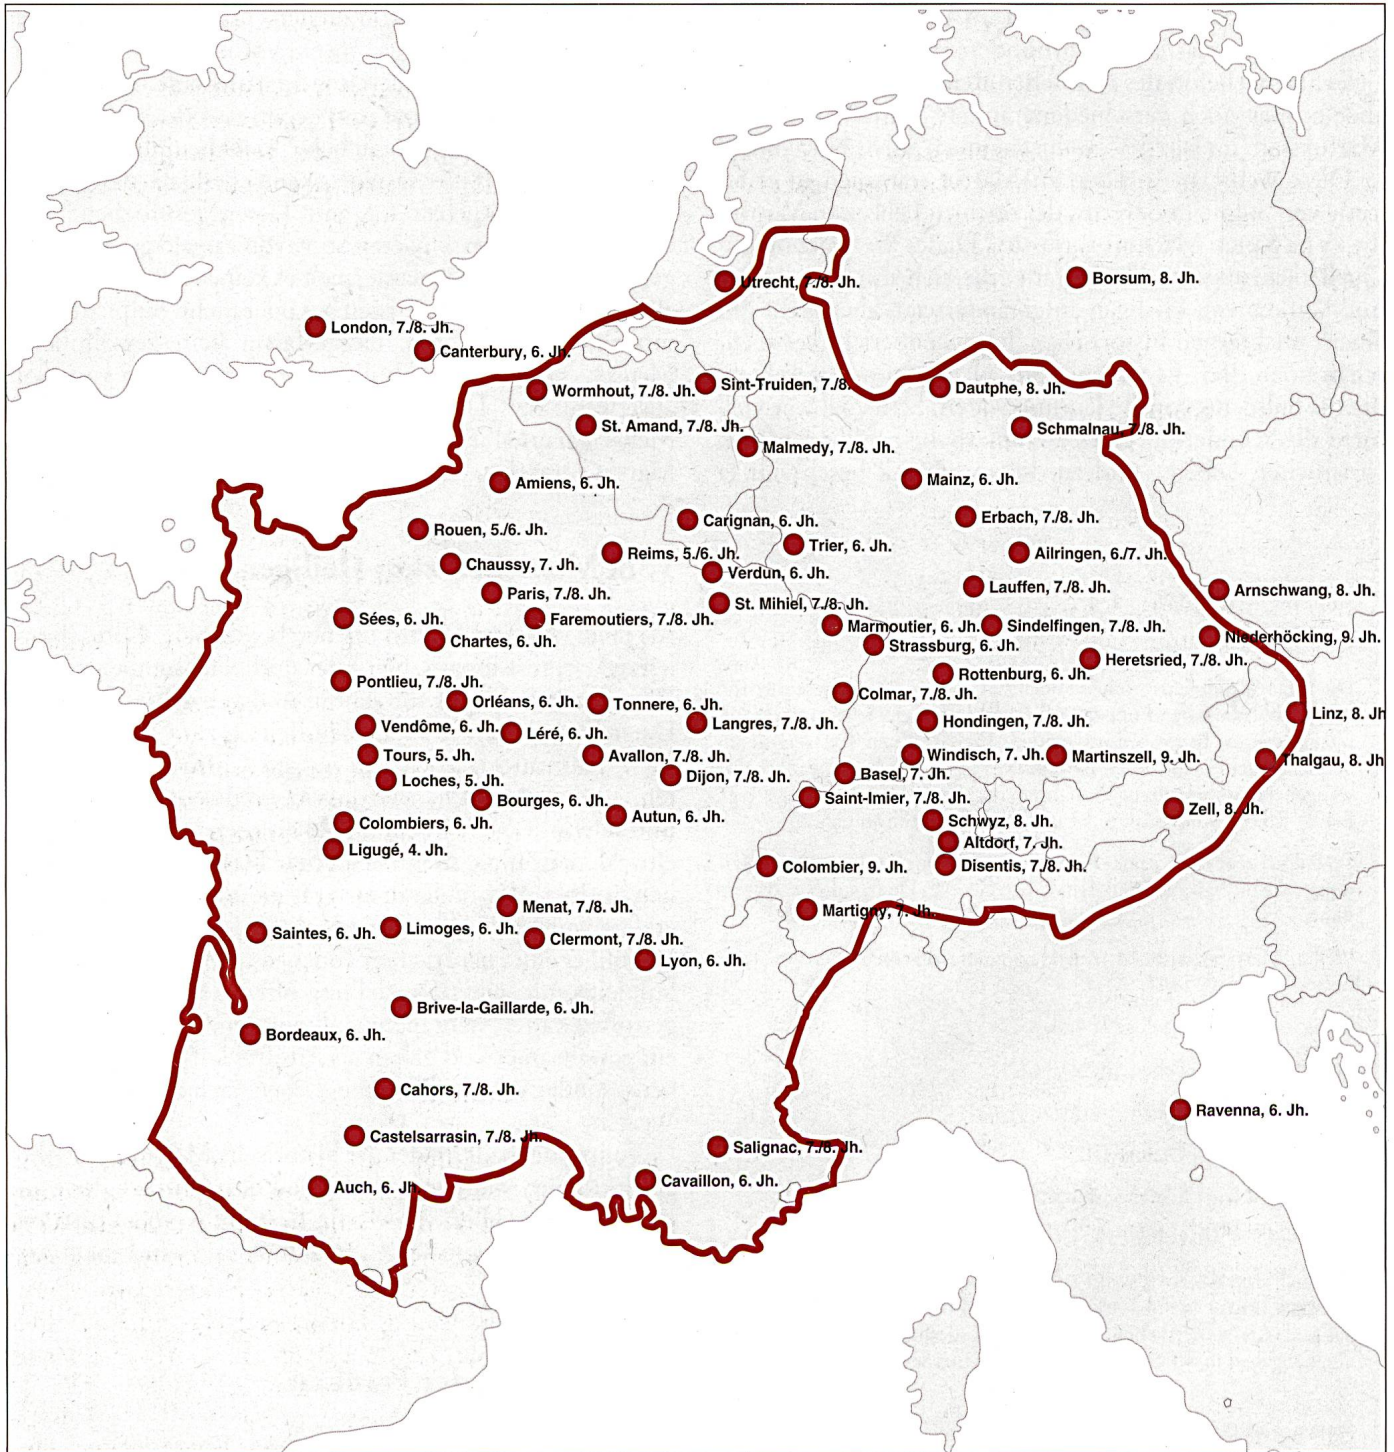 Utrecht, 7./8. Jh.
Borsum, 8. Jh.
London, 7./8. Jh.
Canterbury, 6. Jh.
Wormhout, 7./8. Jh.
Sint-Truiden, 7./8.
Dautphe, 8. Jh.
St. Amand, 7./8. Jh.
Schmalnau, 7./8. Jh.
Malmedy, 7./8. Jh.
Amiens, 6. Jh.
Mainz, 6. Jh.
Carignan, 6. Jh.
Erbach, 7./8. Jh.
Rouen, 5./6. Jh.
Reims, 5./6. Jh.
Trier, 6. Jh.
Ailringen, 6./7. Jh.
Chaussy, 7. Jh.
Verdun, 6. Jh.
Paris, 7./8. Jh.
Lauffen, 7./8. Jh.
Arnschwang, 8. Jh.
St. Mihiel, 7./8. Jh.
Sées, 6. Jh.
Faremoutiers, 7./8. Jh.
Marmoutier, 6. Jh.
Sindelfingen, 7./8. Jh.
Niederhöcking, 9. Jh.
Chartes, 6. Jh.
Strassburg, 6. Jh.
Heretsried, 7./8. Jh.
Rottenburg, 6. Jh.
Pontlieu, 7./8. Jh.
Colmar, 7./8. Jh.
Orléans, 6. Jh.
Tonnere, 6. Jh.
Linz, 8. Jh
Vendôme, 6. Jh.
Léré, 6. Jh.
Langres, 7./8. Jh.
Hondingen, 7./8. Jh.
Tours, 5. Jh.
Avallon, 7./8. Jh.
Windisch, 7. Jh.
Martinszell, 9. Jh.
Thalgau, 8. Jh
Loches, 5. Jh.
Dijon, 7./8. Jh.
Basel, 7. Jh.
Bourges, 6. Jh.
Saint-Imier, 7./8. Jh.
Zell, 8. Jh.
Colombiers, 6. Jh.
Autun, 6. Jh.
Schwyz, 8. Jh.
Ligugé, 4. Jh.
Altdorf, 7. Jh.
Colombier, 9. Jh.
Disentis, 7./8. Jh.
Menat, 7./8. Jh.
Martigny, 7. Jh.
Saintes, 6. Jh.
Limoges, 6. Jh.
Clermont, 7./8. Jh.
Lyon, 6. Jh.
Brive-la-Gaillarde, 6. Jh.
Bordeaux, 6. Jh.
Cahors, 7./8. Jh.
Ravenna, 6. Jh.
Castelsarrasin, 7./8. Jh.
Salignac, 7./8. Jh.
Auch, 6. Jh
Cavaillon, 6. Jh.